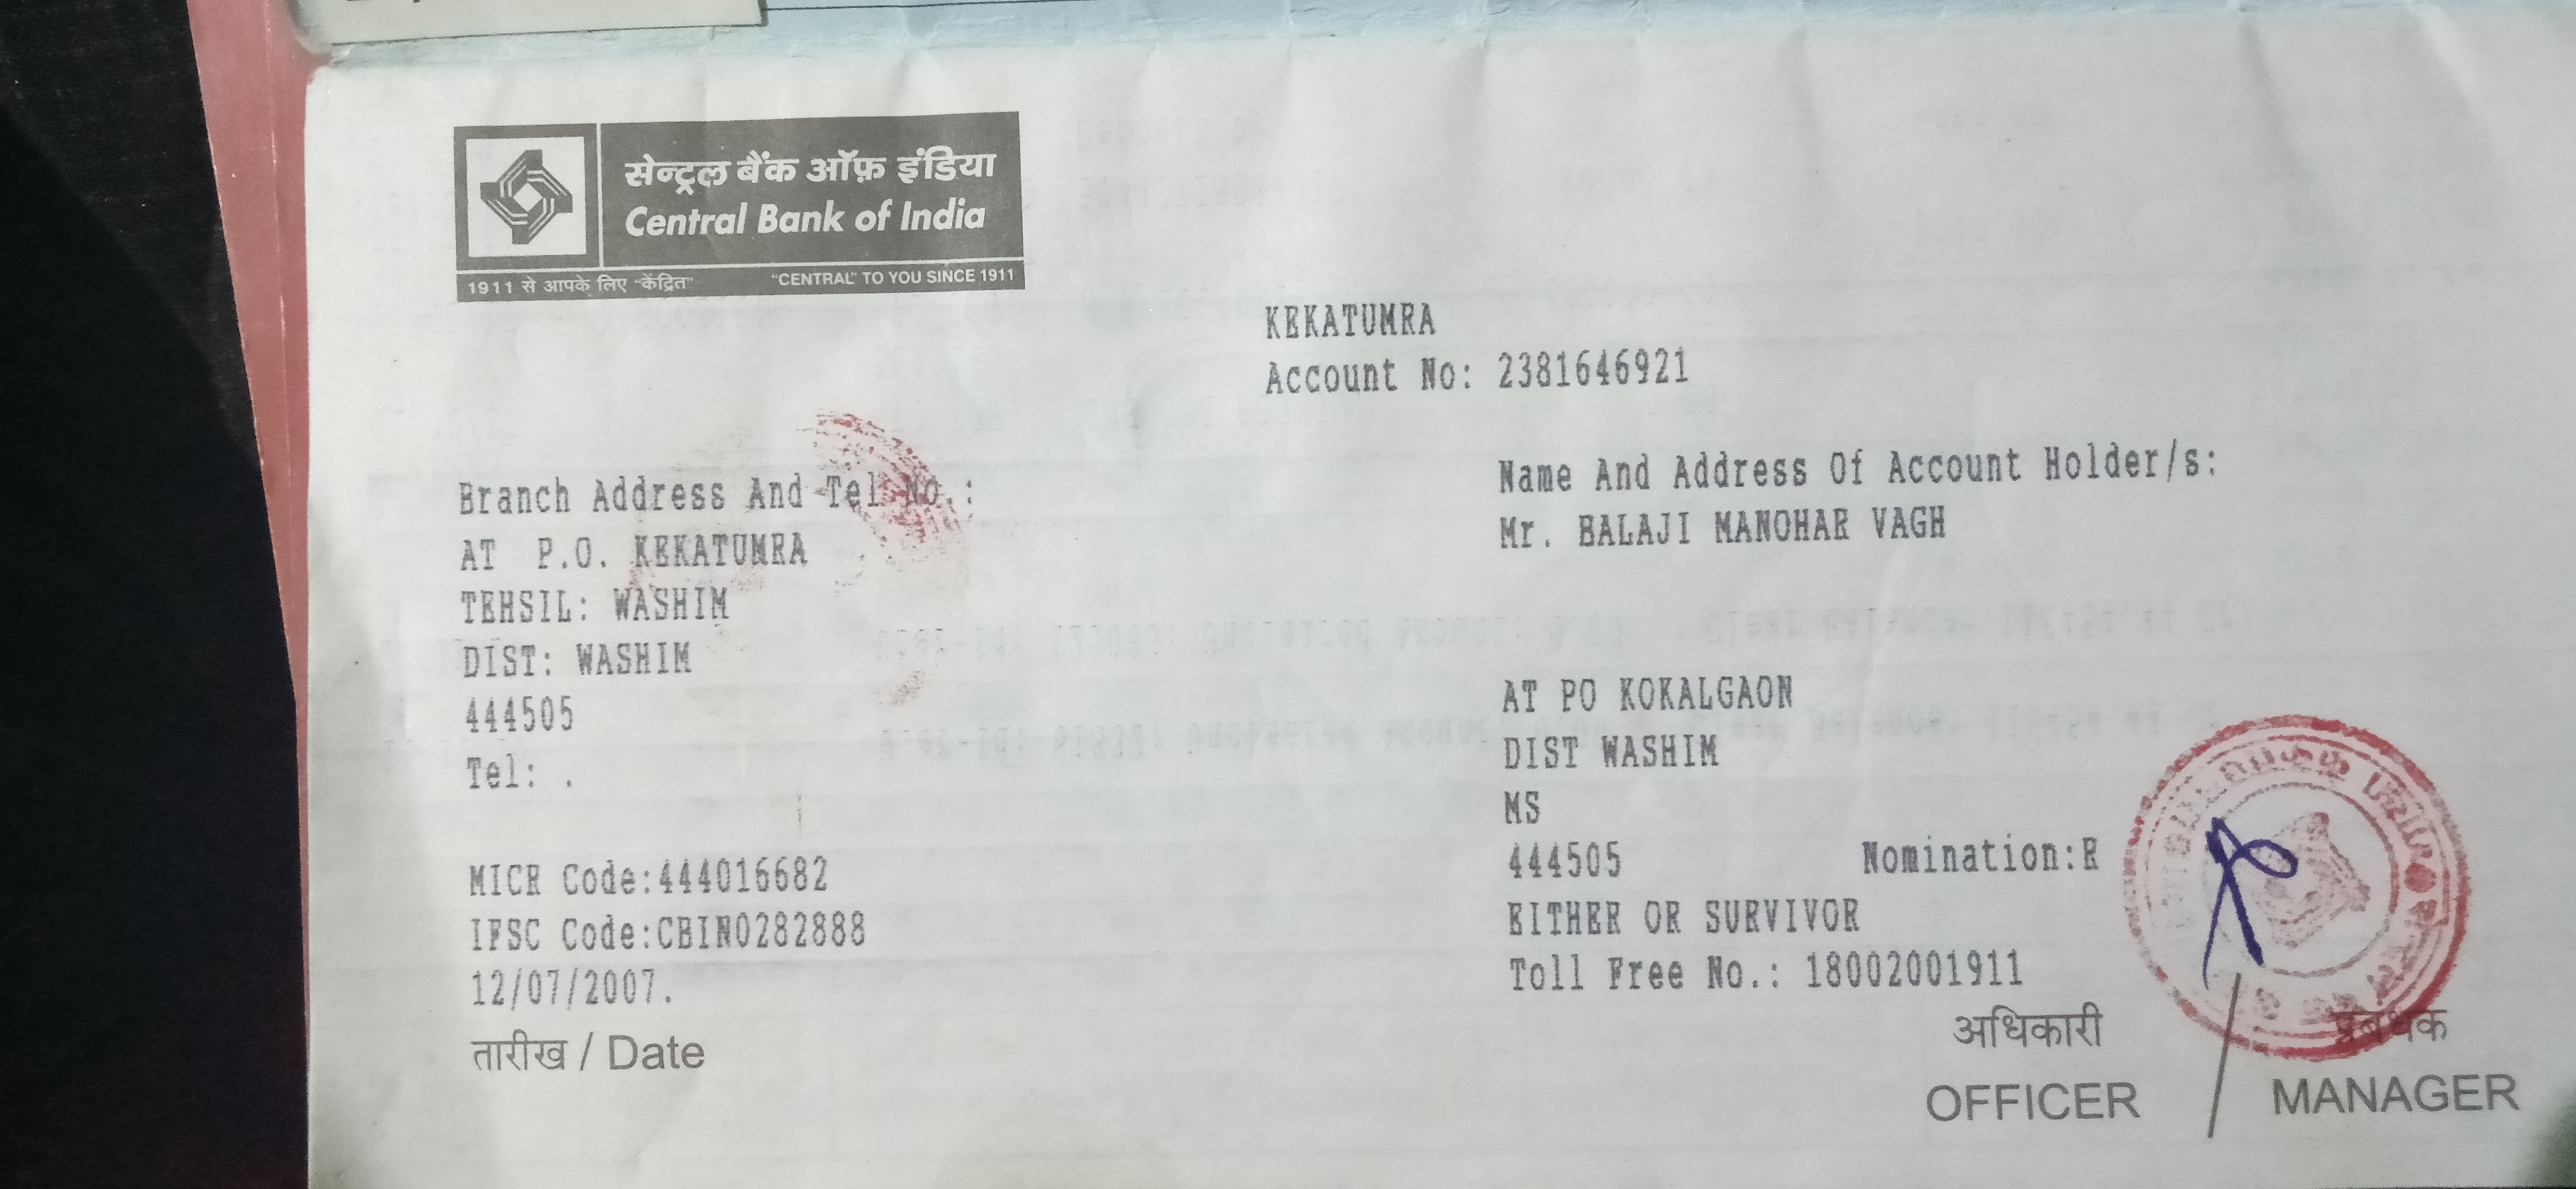 सेन्ट्रल बैंक ऑफ़ इंडिया
Central Bank of India
1911 से आपके लिए "केंद्रित" "CENTRAL" TO YOU SINCE 1911
KEKATUMRA
Account No: 2381646921
Branch Address And Tel No.:
AT P.O. KEKATUMRA
TEHSIL: WASHIM
DIST: WASHIM
444505
Tel: .
MICR Code:444016682
IFSC Code:CBIN0282888
12/07/2007.
तारीख / Date
Name And Address Of Account Holder/s:
Mr. BALAJI MANOHAR VAGH
AT PO KOKALGAON
DIST WASHIM
MS
444505 Nomination:R
EITHER OR SURVIVOR
Toll Free No.: 18002001911
अधिकारी / प्रबंधक
OFFICER / MANAGER